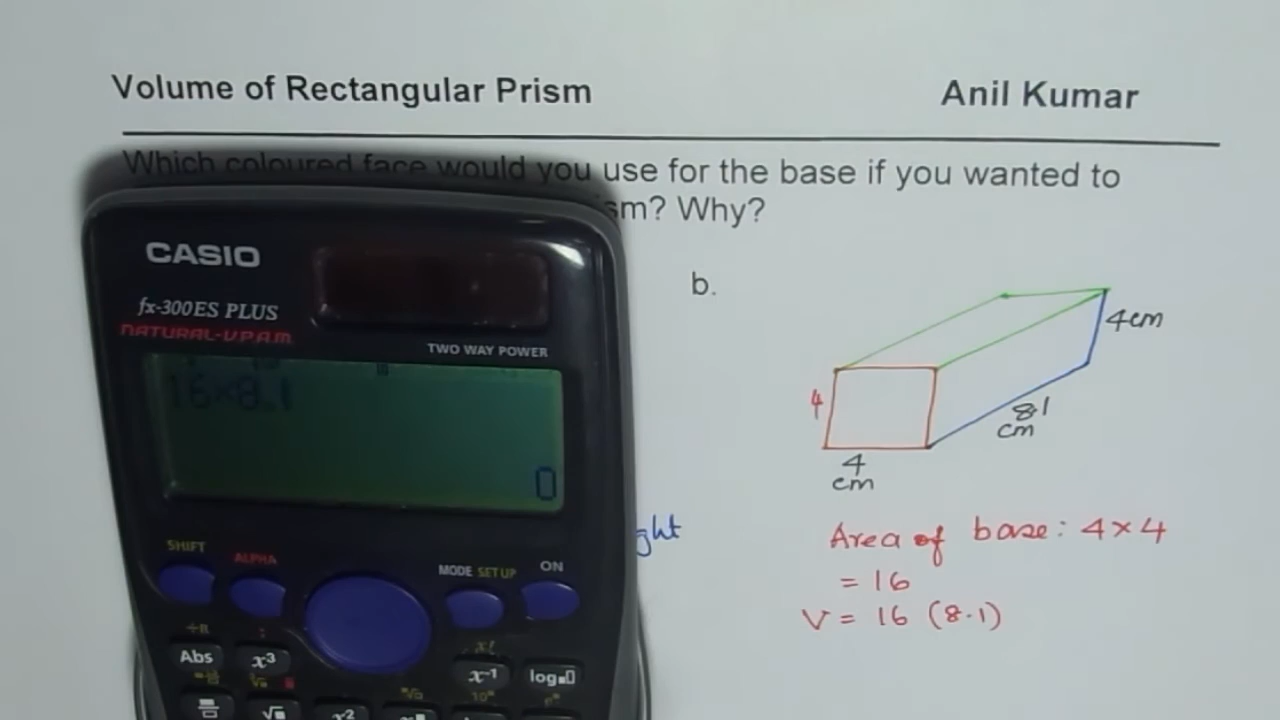 Volume of Rectangular Prism Anil Kumar
Which coloured face would you use for the base if you wanted to
sm? Why?
CASIO
fx-300ES PLUS
NATURAL-V.P.A.M.
TWO WAY POWER
16×8.1
0
SHIFT
ALPHA
MODE SETUP
ON
Abs
x³
x⁻¹
log
b.
4cm
4
8.1
cm
4
cm
ght
Area of base: 4×4
= 16
V = 16 (8.1)